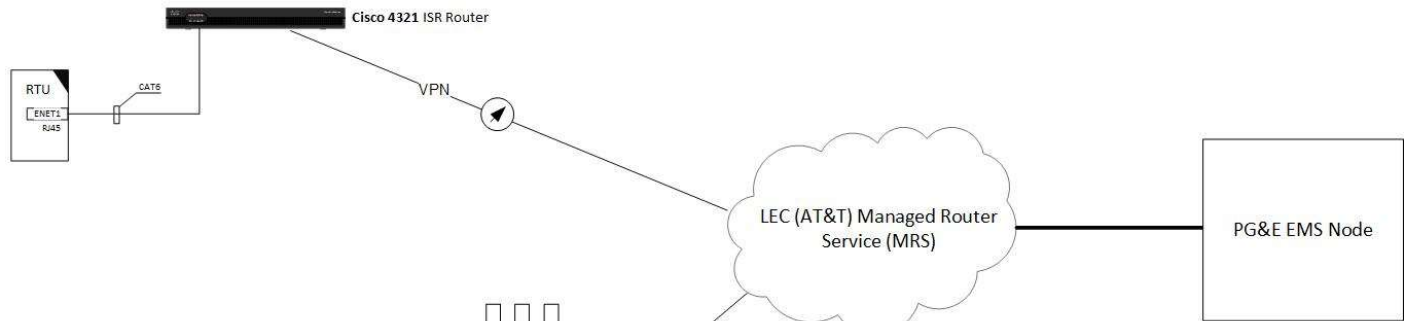 Cisco 4321 ISR Router
RTU
CAT6
ENET1
RJ45
VPN
LEC (AT&T) Managed Router
Service (MRS)
PG&E EMS Node